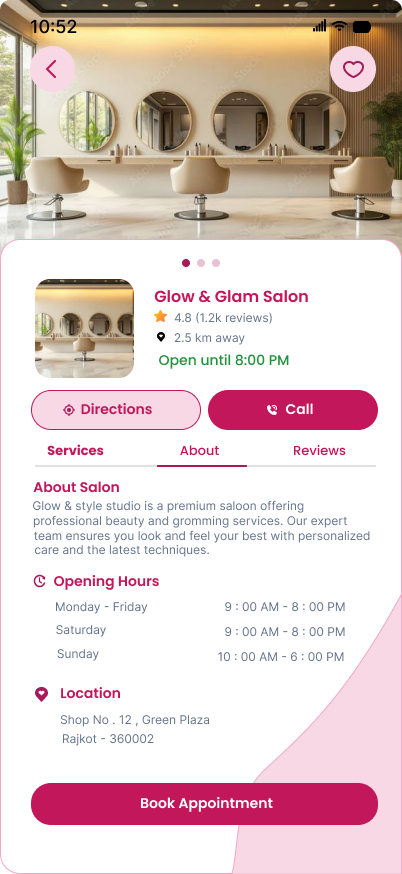 10:52
Glow & Glam Salon
4.8 (1.2k reviews)
2.5 km away
Open until 8:00 PM
Directions
Call
Services About Reviews
About Salon
Glow & style studio is a premium saloon offering
professional beauty and gromming services. Our expert
team ensures you look and feel your best with personalized
care and the latest techniques.
Opening Hours
Monday - Friday 9 : 00 AM - 8 : 00 PM
Saturday 9 : 00 AM - 8 : 00 PM
Sunday 10 : 00 AM - 6 : 00 PM
Location
Shop No . 12 , Green Plaza
Rajkot - 360002
Book Appointment